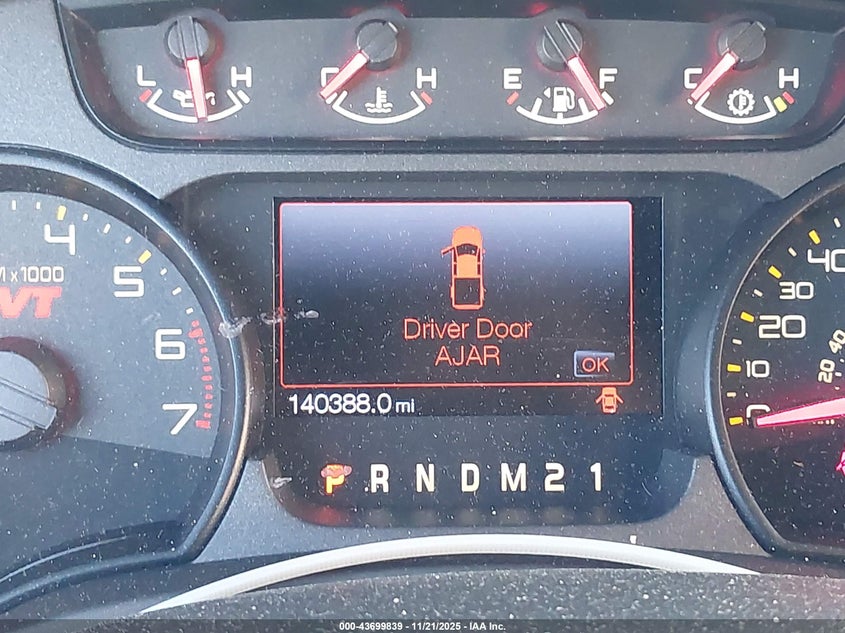 L H C H E F C H
4
5
6
7
x1000
SVT
Driver Door
AJAR
OK
140388.0 mi
P R N D M 2 1
40
30
20
10
0
40
20
000-43699839 - 11/21/2025 - IAA Inc.